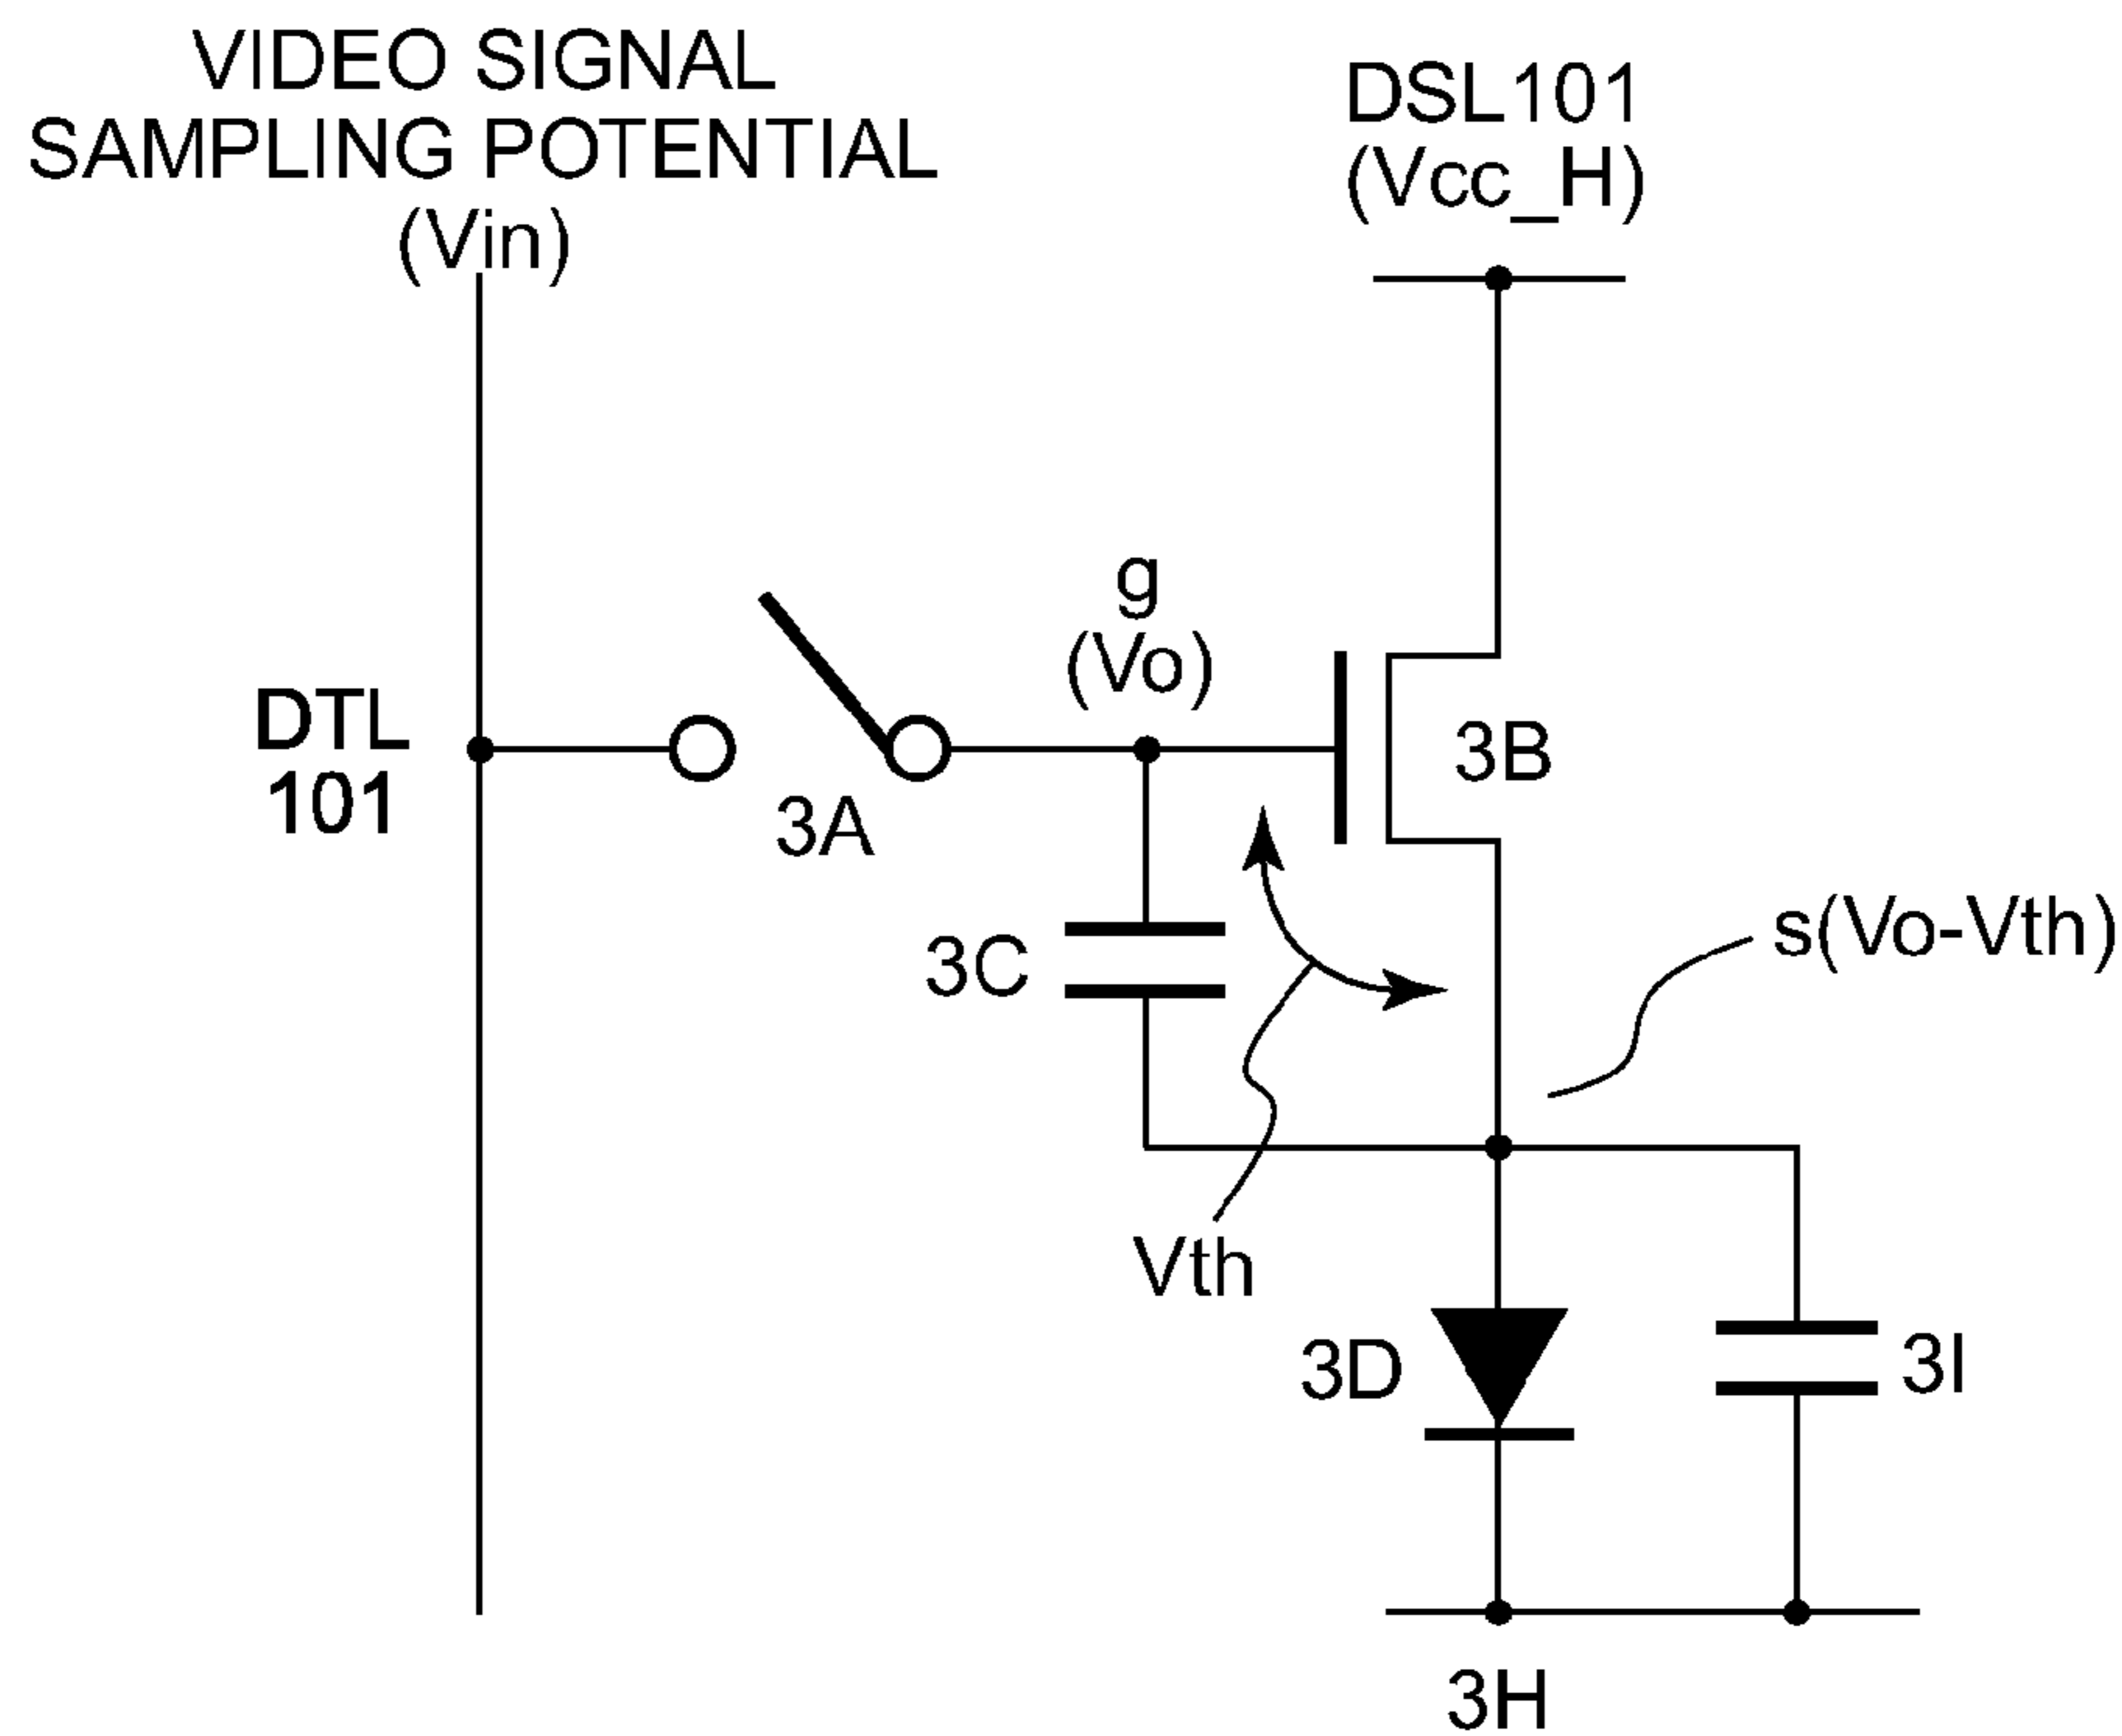 VIDEO SIGNAL
SAMPLING POTENTIAL
(Vin)
DSL101
(Vcc_H)
g
(Vo)
DTL
101
3A
3B
3C
s(Vo-Vth)
Vth
3D
3I
3H